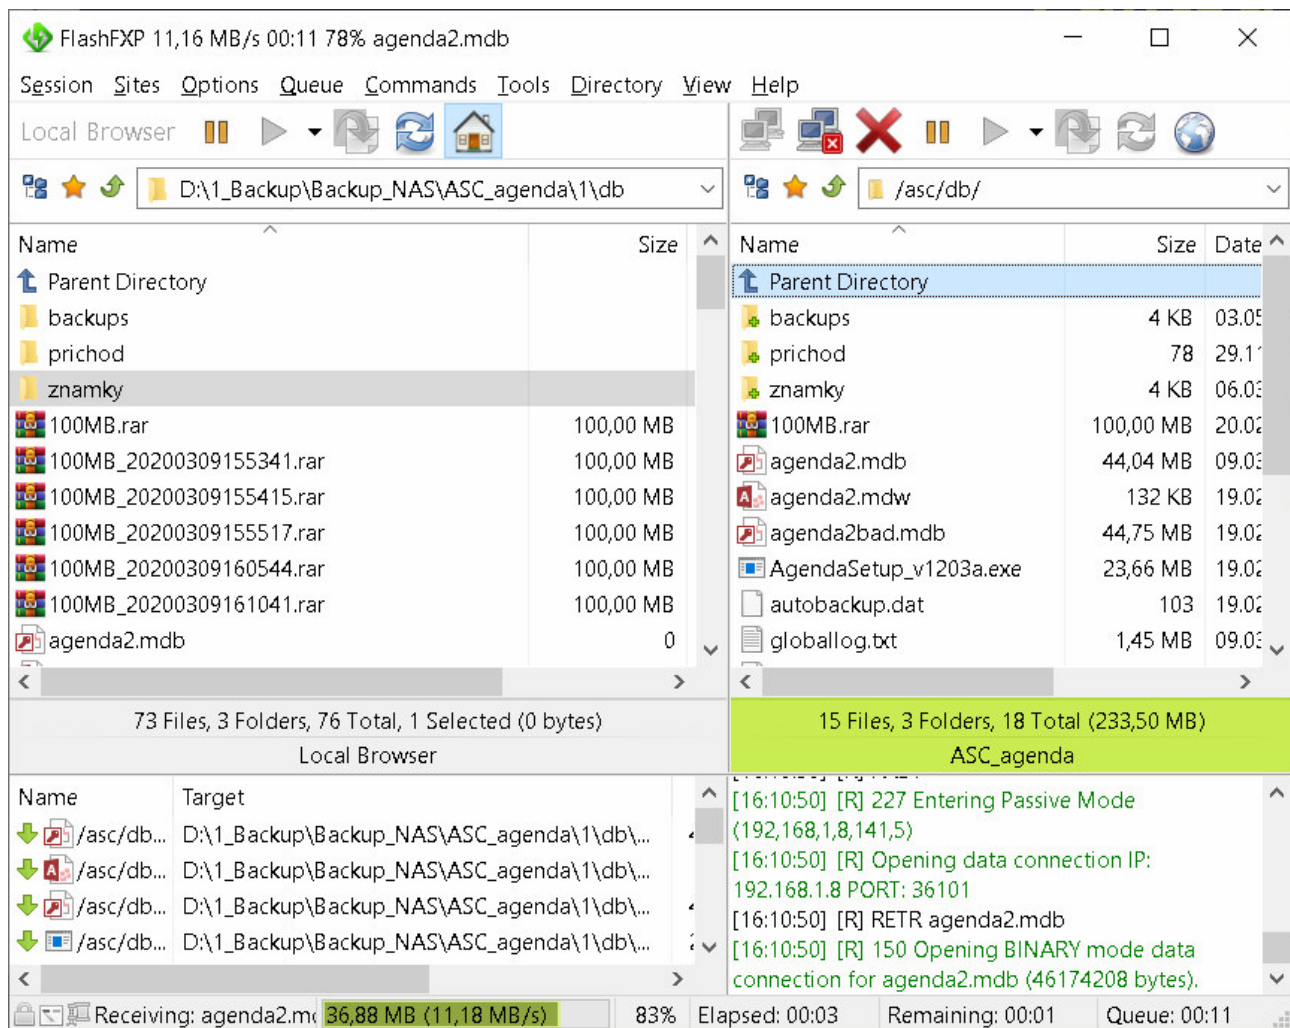 FlashFXP 11,16 MB/s 00:11 78% agenda2.mdb
Session Sites Options Queue Commands Tools Directory View Help
Local Browser
D:\1_Backup\Backup_NAS\ASC_agenda\1\db
Name Size
Parent Directory
backups
prichod
znamky
100MB.rar 100,00 MB
100MB_20200309155341.rar 100,00 MB
100MB_20200309155415.rar 100,00 MB
100MB_20200309155517.rar 100,00 MB
100MB_20200309160544.rar 100,00 MB
100MB_20200309161041.rar 100,00 MB
agenda2.mdb 0
73 Files, 3 Folders, 76 Total, 1 Selected (0 bytes)
Local Browser
/asc/db/
Name Size Date
Parent Directory
backups 4 KB 03.05
prichod 78 29.1
znamky 4 KB 06.03
100MB.rar 100,00 MB 20.02
agenda2.mdb 44,04 MB 09.03
agenda2.mdw 132 KB 19.02
agenda2bad.mdb 44,75 MB 19.02
AgendaSetup_v1203a.exe 23,66 MB 19.02
autobackup.dat 103 19.02
globallog.txt 1,45 MB 09.03
15 Files, 3 Folders, 18 Total (233,50 MB)
ASC_agenda
Name Target
/asc/db... D:\1_Backup\Backup_NAS\ASC_agenda\1\db\...
/asc/db... D:\1_Backup\Backup_NAS\ASC_agenda\1\db\...
/asc/db... D:\1_Backup\Backup_NAS\ASC_agenda\1\db\...
/asc/db... D:\1_Backup\Backup_NAS\ASC_agenda\1\db\...
[16:10:50] [R] 227 Entering Passive Mode
(192,168,1,8,141,5)
[16:10:50] [R] Opening data connection IP:
192.168.1.8 PORT: 36101
[16:10:50] [R] RETR agenda2.mdb
[16:10:50] [R] 150 Opening BINARY mode data
connection for agenda2.mdb (46174208 bytes).
Receiving: agenda2.m 36,88 MB (11,18 MB/s) 83% Elapsed: 00:03 Remaining: 00:01 Queue: 00:11